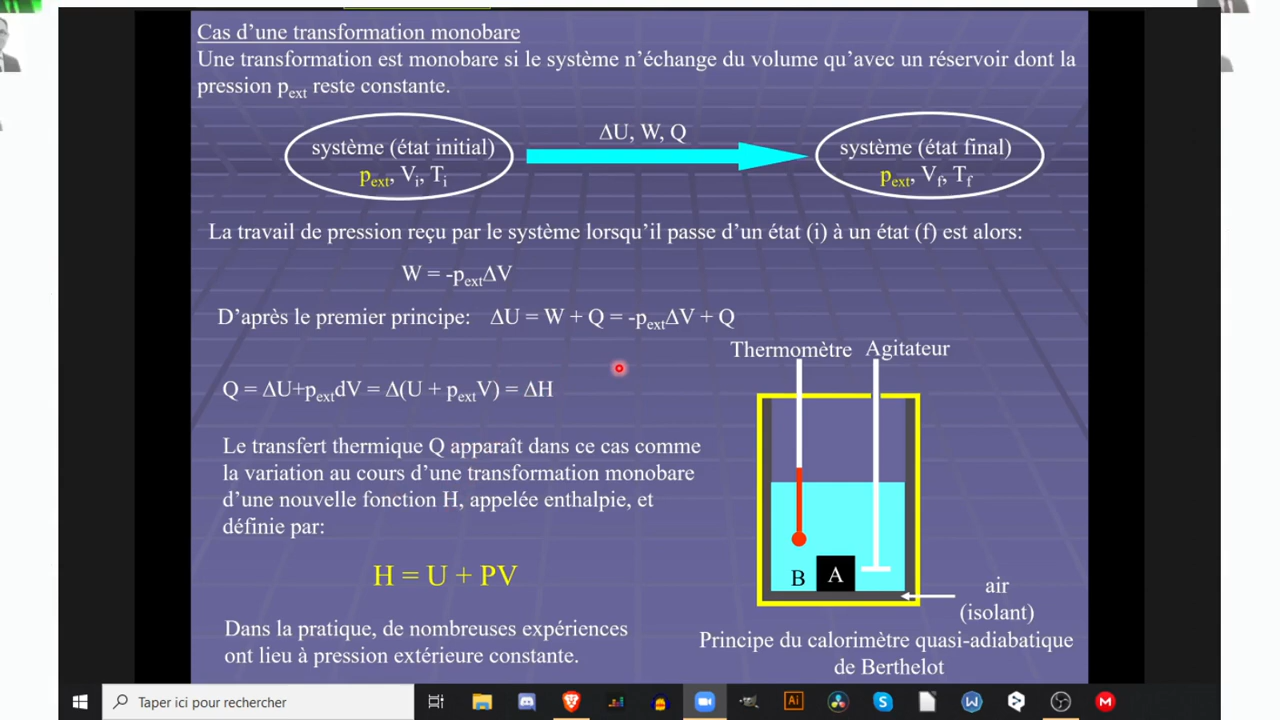 Cas d’une transformation monobare
Une transformation est monobare si le système n’échange du volume qu’avec un réservoir dont la
pression pext reste constante.
ΔU, W, Q
système (état initial)
pext, Vi, Ti
système (état final)
pext, Vf, Tf
La travail de pression reçu par le système lorsqu’il passe d’un état (i) à un état (f) est alors:
W = -pextΔV
D’après le premier principe: ΔU = W + Q = -pextΔV + Q
Thermomètre Agitateur
Q = ΔU+pextdV = Δ(U + pextV) = ΔH
Le transfert thermique Q apparaît dans ce cas comme
la variation au cours d’une transformation monobare
d’une nouvelle fonction H, appelée enthalpie, et
définie par:
H = U + PV
B A
air
(isolant)
Dans la pratique, de nombreuses expériences
ont lieu à pression extérieure constante.
Principe du calorimètre quasi-adiabatique
de Berthelot
Taper ici pour rechercher